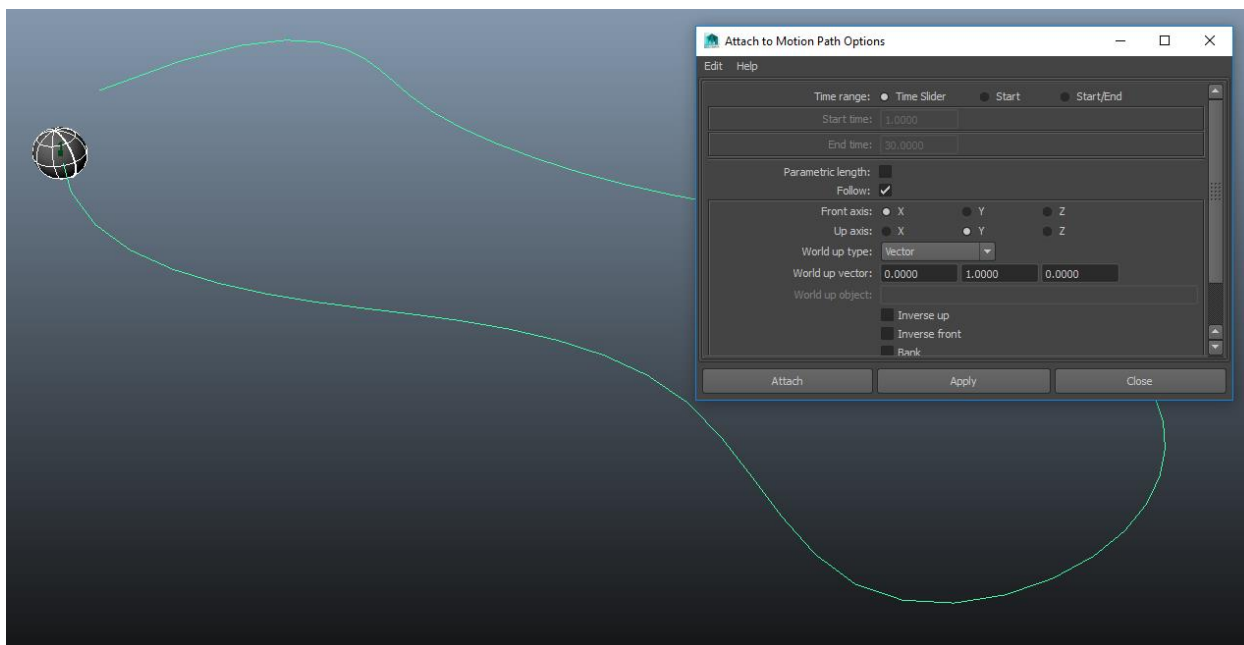 Attach to Motion Path Options
Edit Help
Time range: Time Slider Start Start/End
Start time: 1.0000
End time: 30.0000
Parametric length:
Follow:
Front axis: X Y Z
Up axis: X Y Z
World up type: Vector
World up vector: 0.0000 1.0000 0.0000
World up object:
Inverse up
Inverse front
Bank
Attach Apply Close